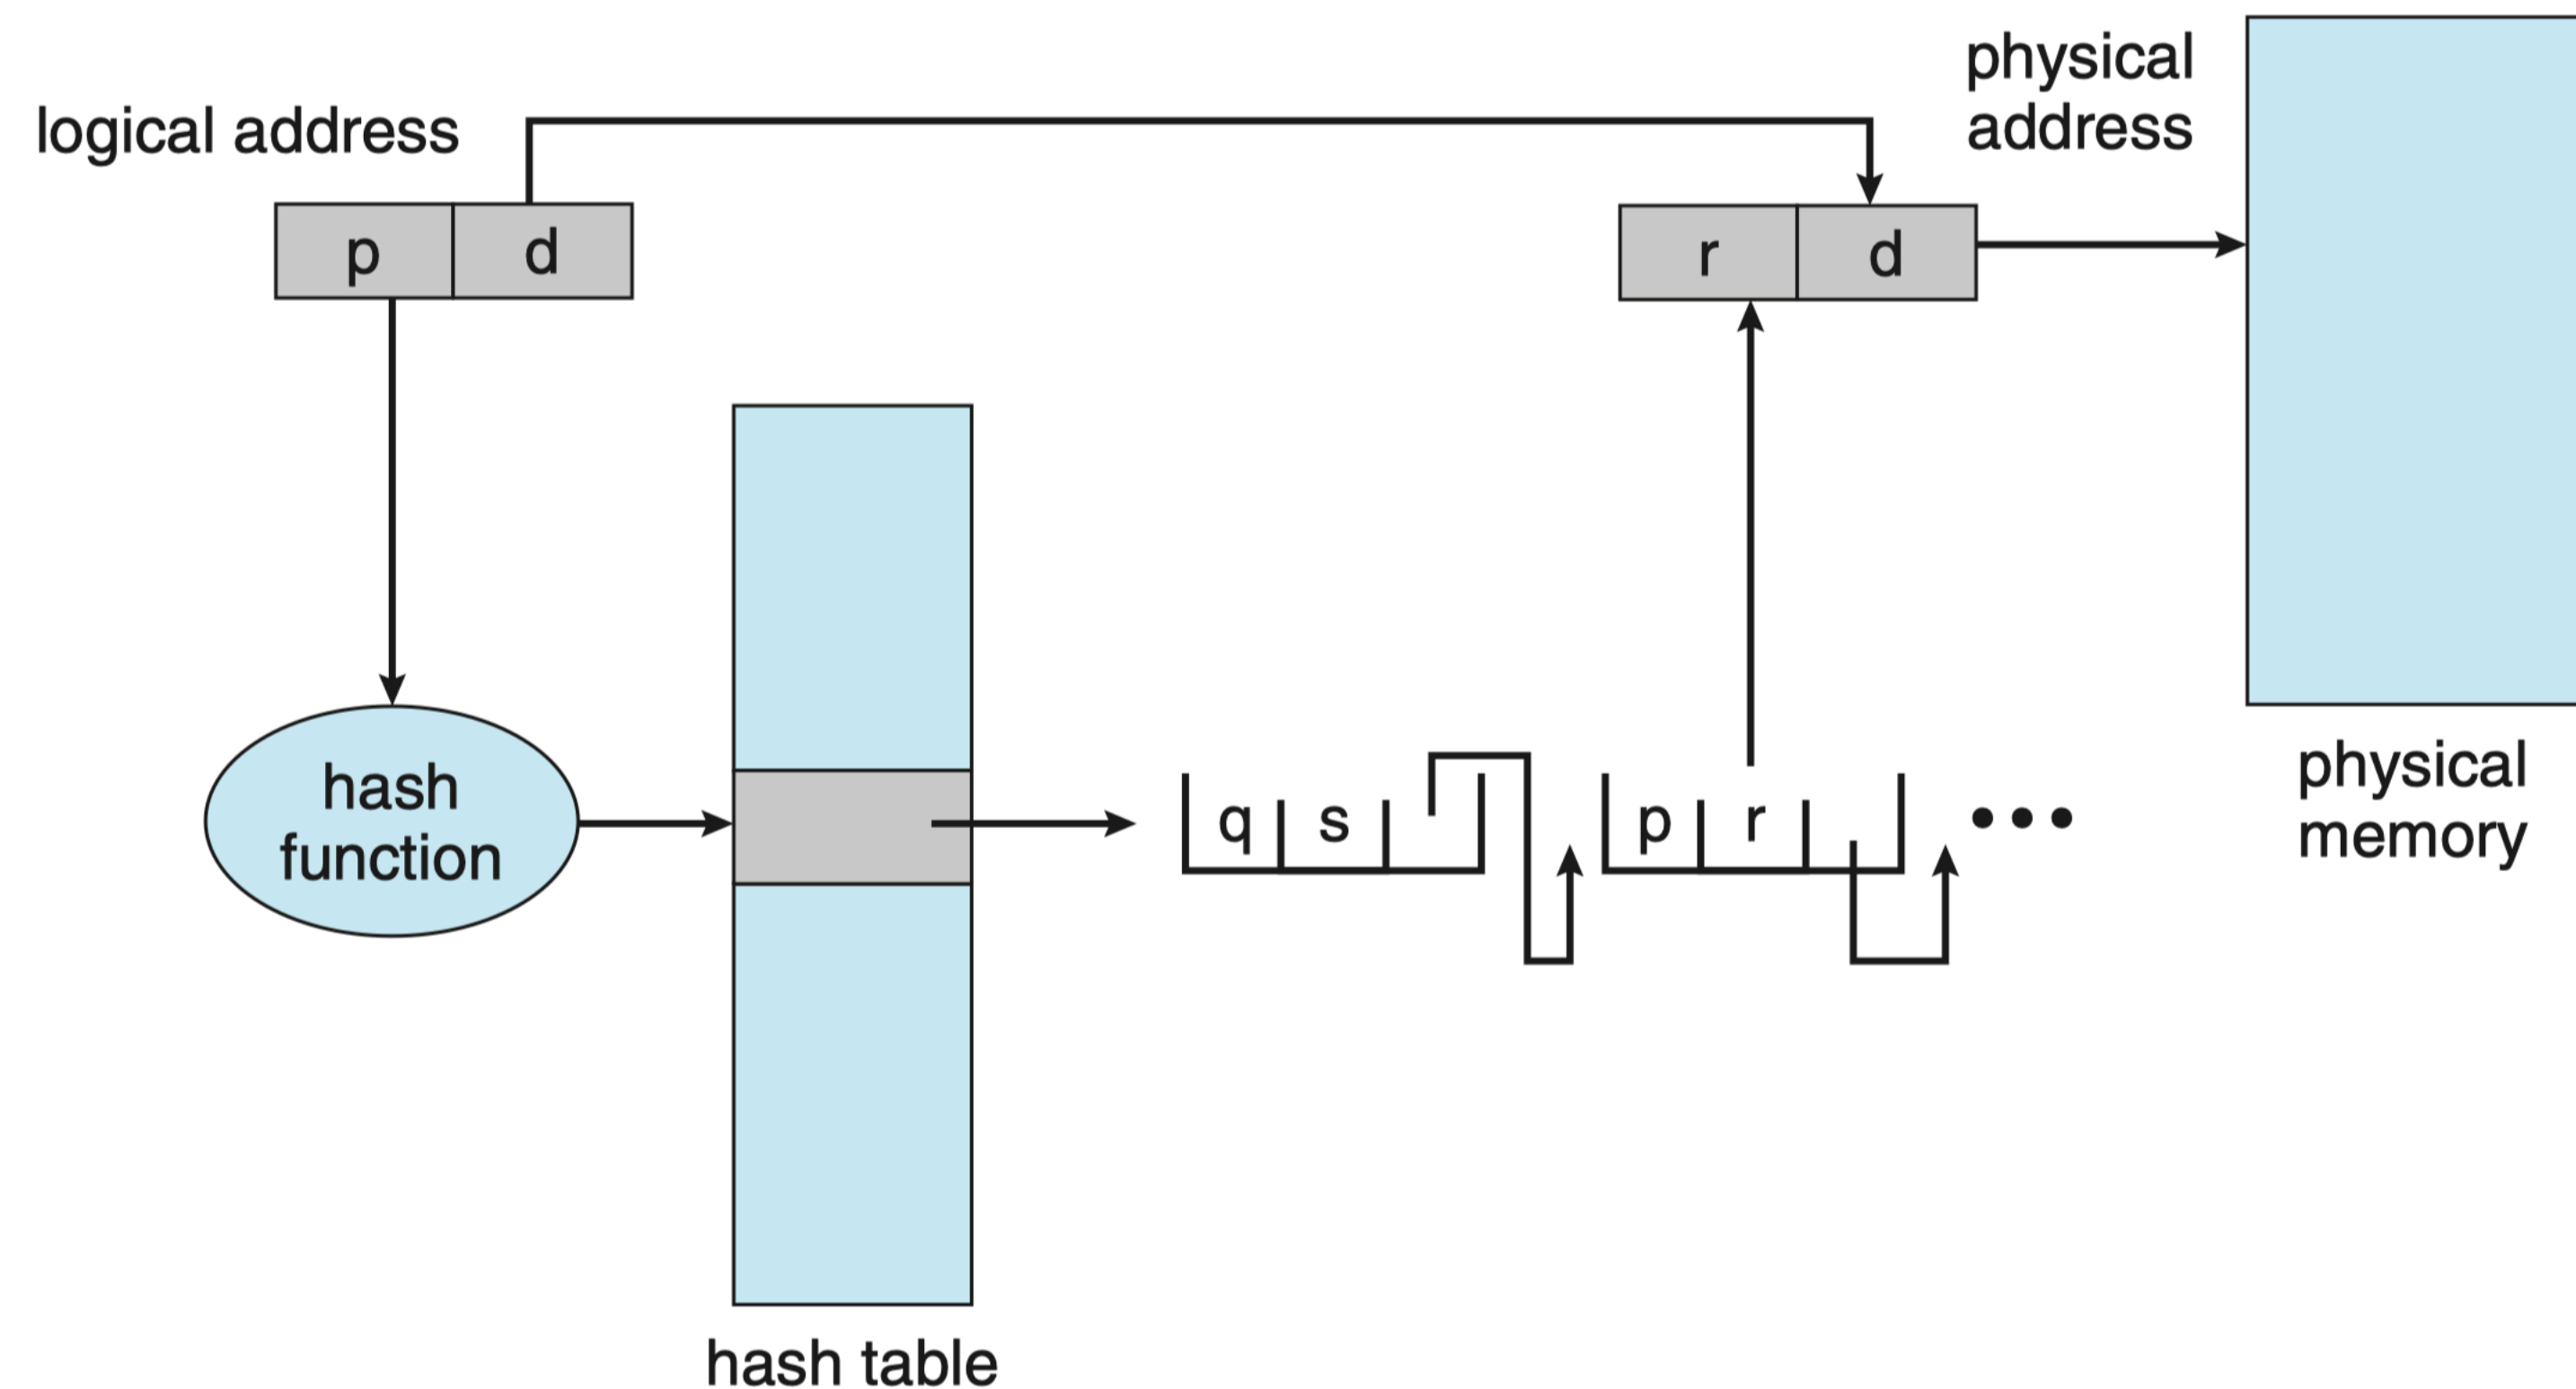 physical
address
logical address
p d
r d
hash
function
q s
p r
physical
memory
hash table